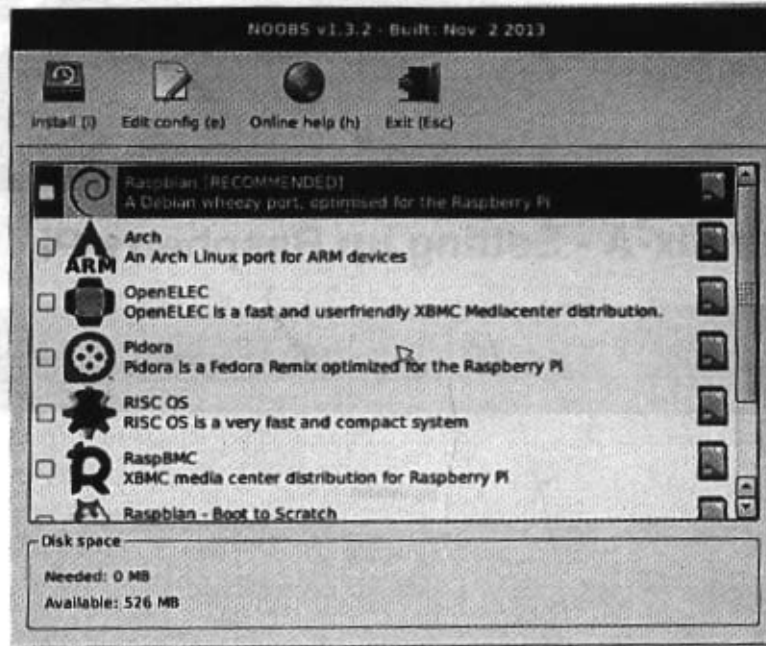 NOOBS v1.3.2 - Built: Nov 2 2013
Install (i) Edit config (e) Online help (h) Exit (Esc)
Raspbian [RECOMMENDED]
A Debian wheezy port, optimised for the Raspberry Pi
Arch
ARM
An Arch Linux port for ARM devices
OpenELEC
OpenELEC is a fast and userfriendly XBMC Mediacenter distribution.
Pidora
Pidora is a Fedora Remix optimized for the Raspberry Pi
RISC OS
RISC OS is a very fast and compact system
RaspBMC
XBMC media center distribution for Raspberry Pi
Raspbian - Boot to Scratch
Disk space
Needed: 0 MB
Available: 526 MB